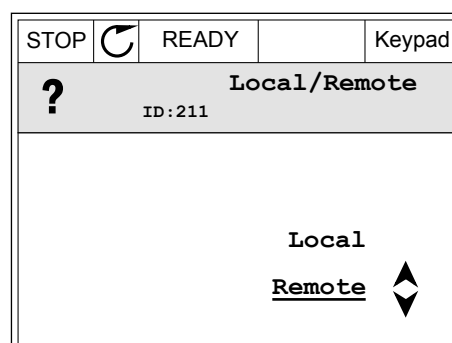 STOP READY Keypad
? Local/Remote
ID:211
Local
Remote